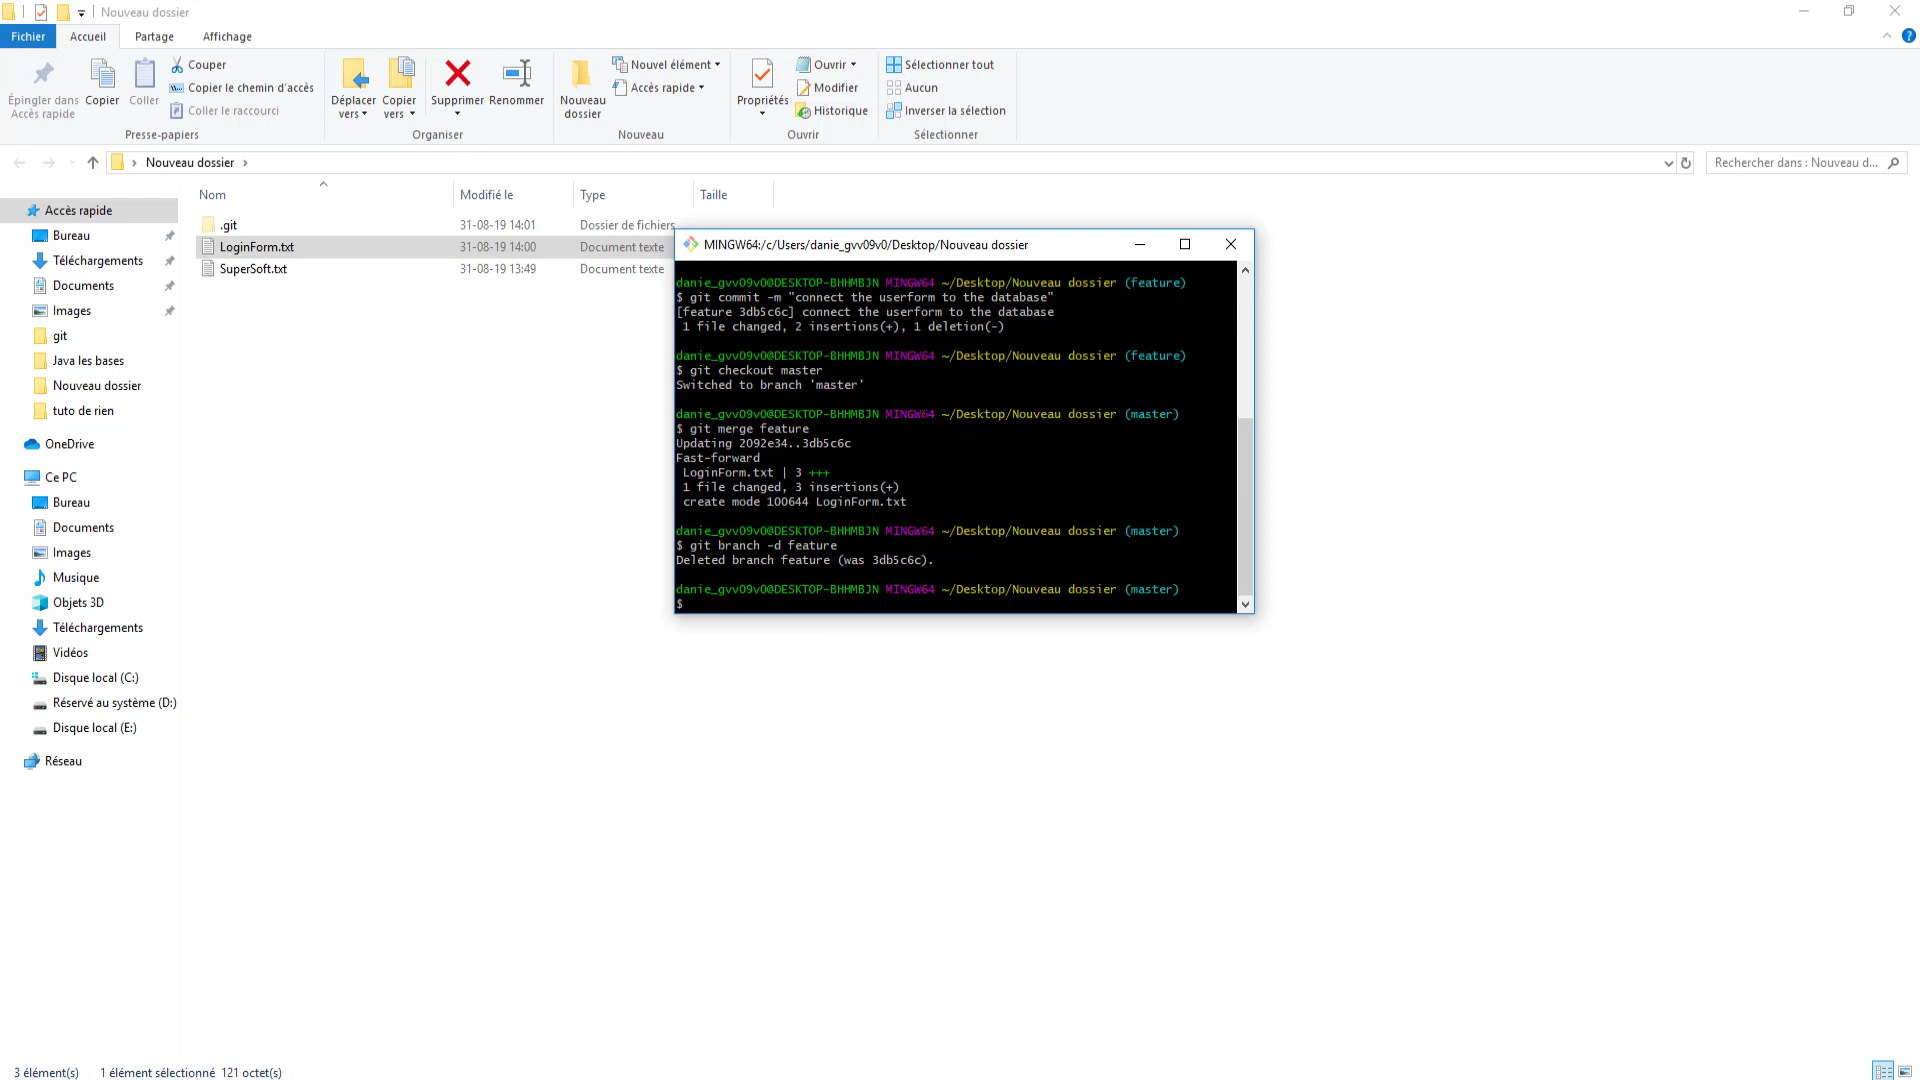 Nouveau dossier
Fichier Accueil Partage Affichage
Épingler dans Accès rapide
Copier
Coller
Couper
Copier le chemin d'accès
Coller le raccourci
Presse-papiers
Déplacer vers
Copier vers
Supprimer
Renommer
Organiser
Nouveau dossier
Nouvel élément
Accès rapide
Nouveau
Propriétés
Ouvrir
Modifier
Historique
Ouvrir
Sélectionner tout
Aucun
Inverser la sélection
Sélectionner
Nouveau dossier
Rechercher dans : Nouveau d...
Nom Modifié le Type Taille
.git 31-08-19 14:01 Dossier de fichiers
LoginForm.txt 31-08-19 14:00 Document texte
SuperSoft.txt 31-08-19 13:49 Document texte
Accès rapide
Bureau
Téléchargements
Documents
Images
git
Java les bases
Nouveau dossier
tuto de rien
OneDrive
Ce PC
Bureau
Documents
Images
Musique
Objets 3D
Téléchargements
Vidéos
Disque local (C:)
Réservé au système (D:)
Disque local (E:)
Réseau
MINGW64:/c/Users/danie_gvv09v0/Desktop/Nouveau dossier
danie_gvv09v0@DESKTOP-BHHMBJN MINGW64 ~/Desktop/Nouveau dossier (feature)
$ git commit -m "connect the userform to the database"
[feature 3db5c6c] connect the userform to the database
1 file changed, 2 insertions(+), 1 deletion(-)
danie_gvv09v0@DESKTOP-BHHMBJN MINGW64 ~/Desktop/Nouveau dossier (feature)
$ git checkout master
Switched to branch 'master'
danie_gvv09v0@DESKTOP-BHHMBJN MINGW64 ~/Desktop/Nouveau dossier (master)
$ git merge feature
Updating 2092e34..3db5c6c
Fast-forward
LoginForm.txt | 3 +++
1 file changed, 3 insertions(+)
create mode 100644 LoginForm.txt
danie_gvv09v0@DESKTOP-BHHMBJN MINGW64 ~/Desktop/Nouveau dossier (master)
$ git branch -d feature
Deleted branch feature (was 3db5c6c).
danie_gvv09v0@DESKTOP-BHHMBJN MINGW64 ~/Desktop/Nouveau dossier (master)
$
3 élément(s) 1 élément sélectionné 121 octet(s)